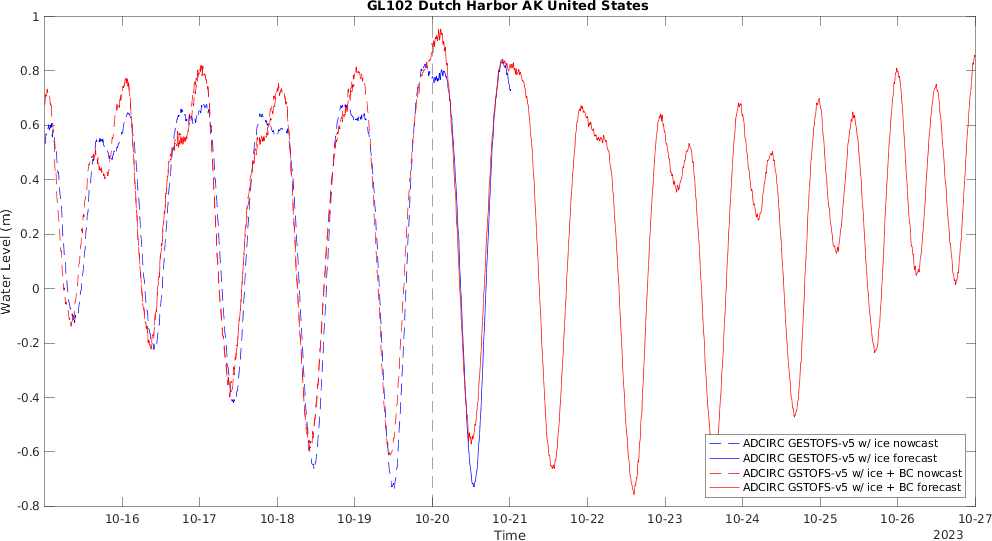 GL102 Dutch Harbor AK United States
1
0.8
0.6
0.4
0.2
0
-0.2
-0.4
-0.6
-0.8
Water Level (m)
ADCIRC GESTOFS-v5 w/ ice nowcast
ADCIRC GESTOFS-v5 w/ ice forecast
ADCIRC GSTOFS-v5 w/ ice + BC nowcast
ADCIRC GSTOFS-v5 w/ ice + BC forecast
10-16 10-17 10-18 10-19 10-20 10-21 10-22 10-23 10-24 10-25 10-26 10-27
Time
2023